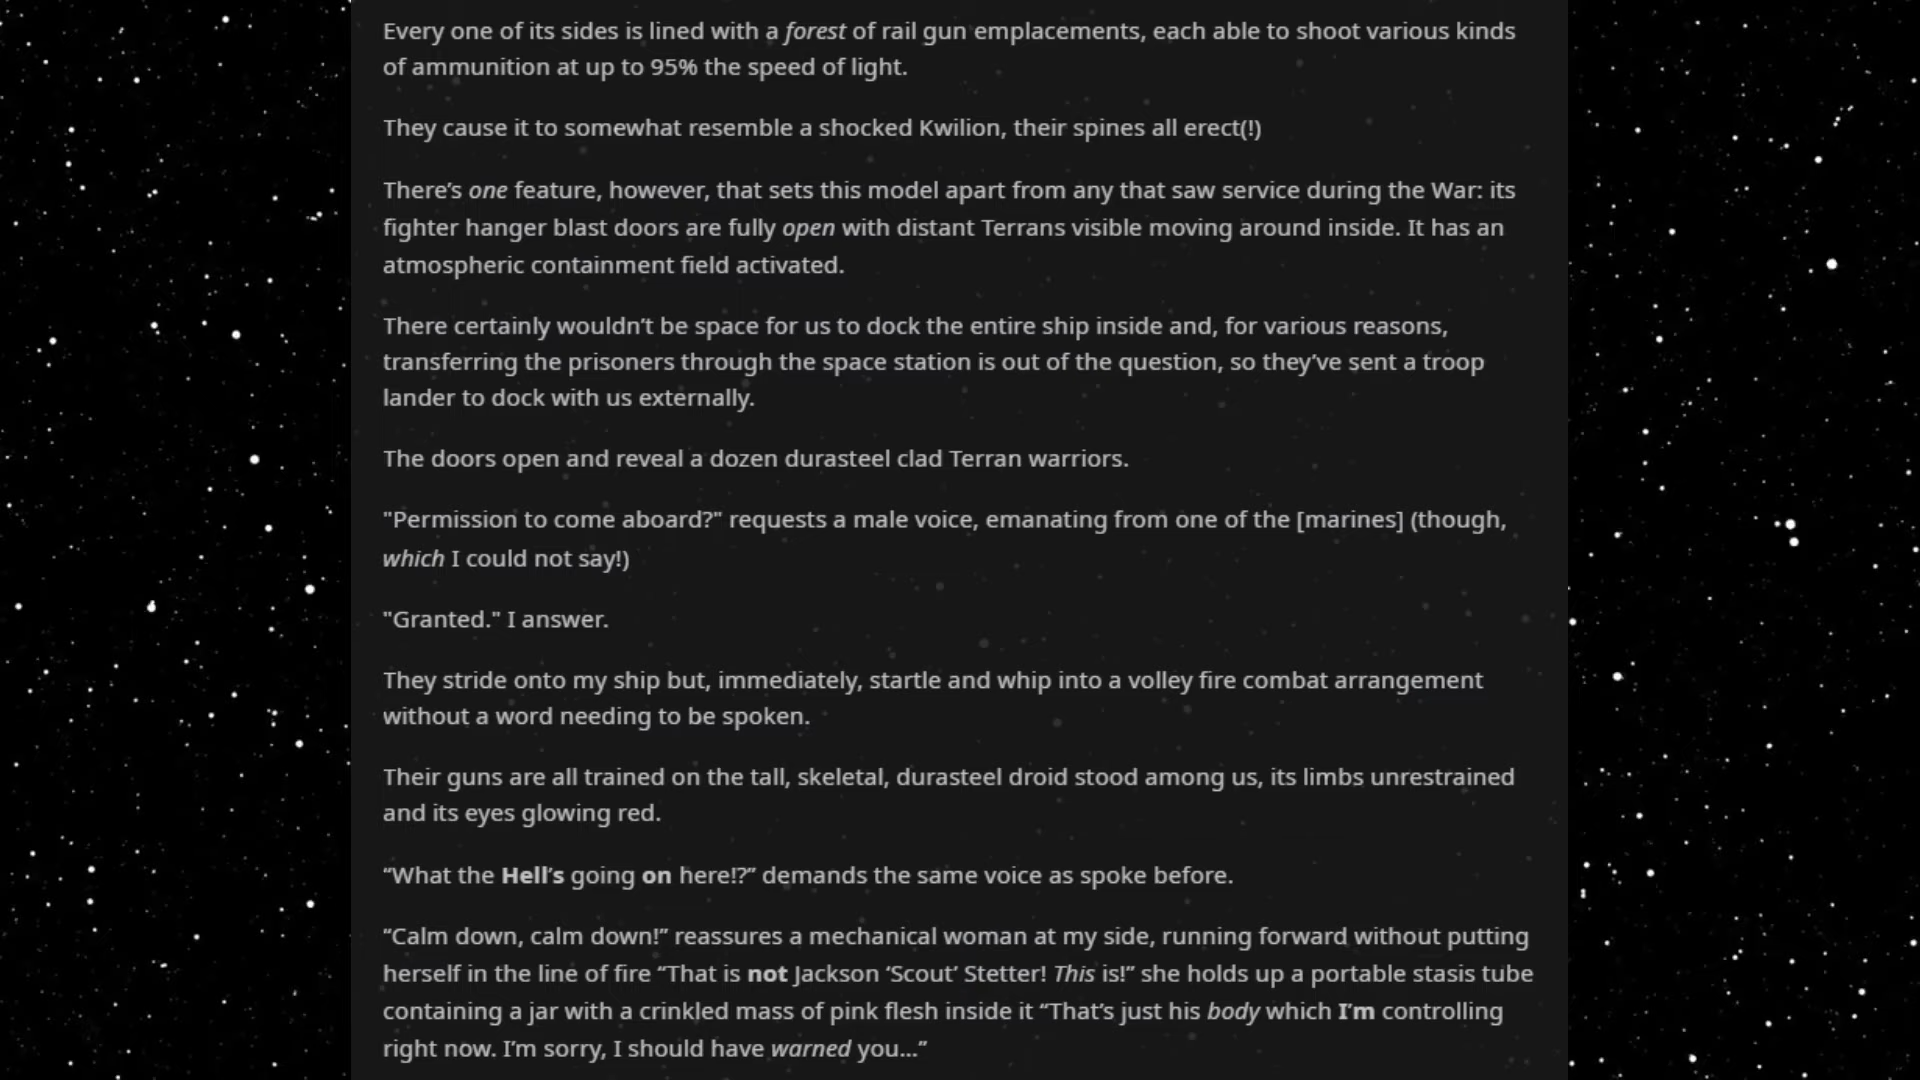 Every one of its sides is lined with a forest of rail gun emplacements, each able to shoot various kinds
of ammunition at up to 95% the speed of light.
They cause it to somewhat resemble a shocked Kwilion, their spines all erect(!)
There’s one feature, however, that sets this model apart from any that saw service during the War: its
fighter hanger blast doors are fully open with distant Terrans visible moving around inside. It has an
atmospheric containment field activated.
There certainly wouldn’t be space for us to dock the entire ship inside and, for various reasons,
transferring the prisoners through the space station is out of the question, so they’ve sent a troop
lander to dock with us externally.
The doors open and reveal a dozen durasteel clad Terran warriors.
"Permission to come aboard?" requests a male voice, emanating from one of the [marines] (though,
which I could not say!)
"Granted." I answer.
They stride onto my ship but, immediately, startle and whip into a volley fire combat arrangement
without a word needing to be spoken.
Their guns are all trained on the tall, skeletal, durasteel droid stood among us, its limbs unrestrained
and its eyes glowing red.
“What the Hell’s going on here!?” demands the same voice as spoke before.
“Calm down, calm down!” reassures a mechanical woman at my side, running forward without putting
herself in the line of fire “That is not Jackson ‘Scout’ Stetter! This is!” she holds up a portable stasis tube
containing a jar with a crinkled mass of pink flesh inside it “That’s just his body which I’m controlling
right now. I’m sorry, I should have warned you...”